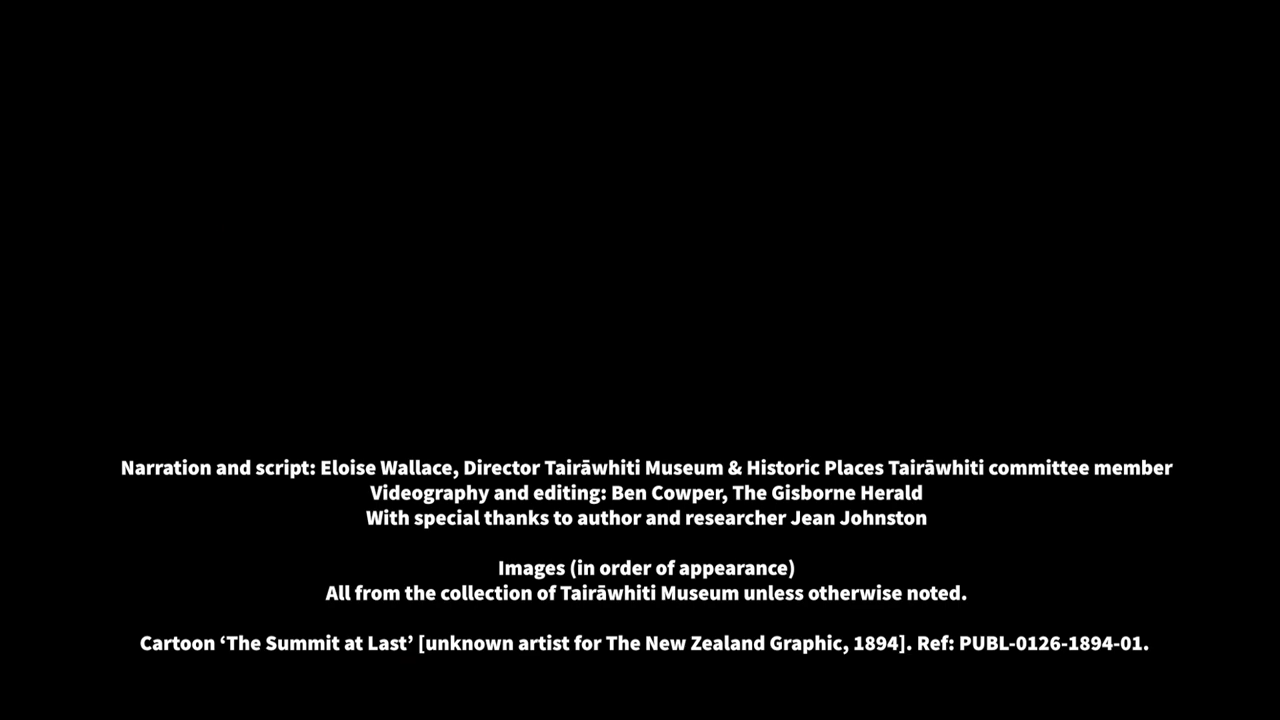 Narration and script: Eloise Wallace, Director Tairāwhiti Museum & Historic Places Tairāwhiti committee member
Videography and editing: Ben Cowper, The Gisborne Herald
With special thanks to author and researcher Jean Johnston
Images (in order of appearance)
All from the collection of Tairāwhiti Museum unless otherwise noted.
Cartoon ‘The Summit at Last’ [unknown artist for The New Zealand Graphic, 1894]. Ref: PUBL-0126-1894-01.